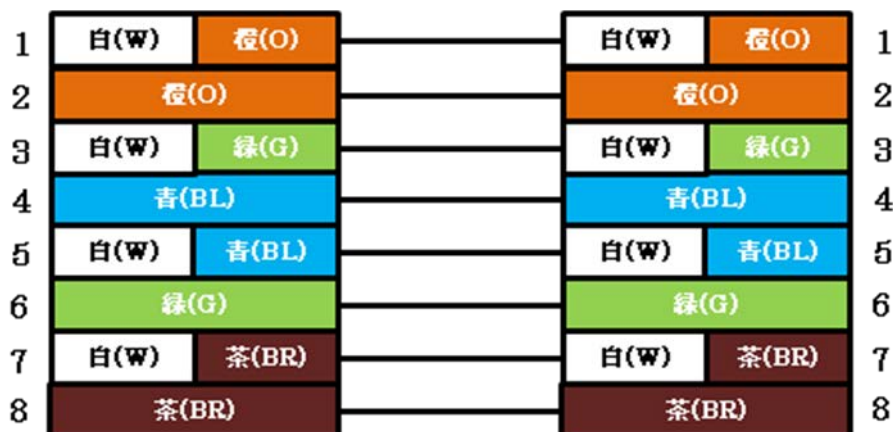 1 白(W) 橙(O) 白(W) 橙(O) 1
2 橙(O) 橙(O) 2
3 白(W) 緑(G) 白(W) 緑(G) 3
4 青(BL) 青(BL) 4
5 白(W) 青(BL) 白(W) 青(BL) 5
6 緑(G) 緑(G) 6
7 白(W) 茶(BR) 白(W) 茶(BR) 7
8 茶(BR) 茶(BR) 8